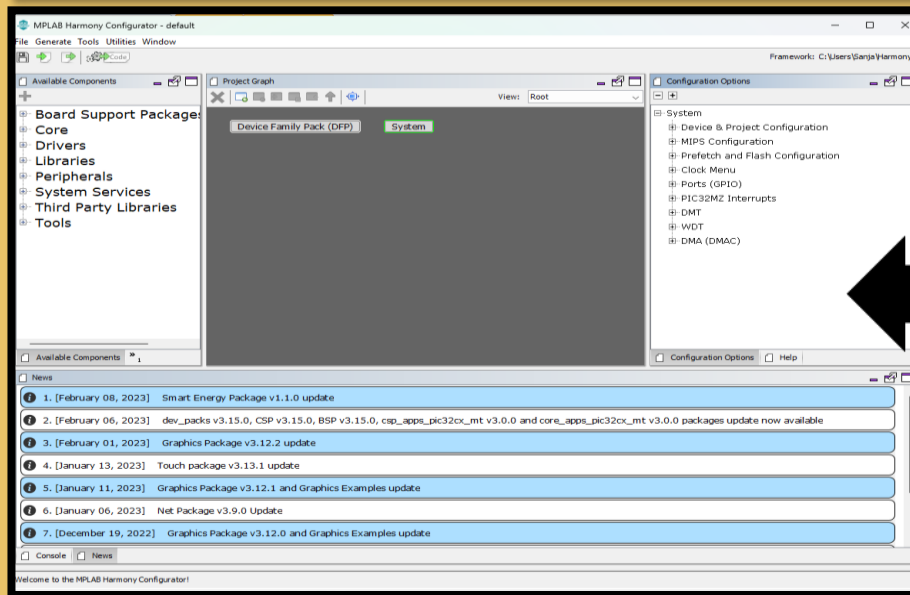 MPLAB Harmony Configurator - default
File Generate Tools Utilities Window
Code
Framework: C:\Users\Sanja\Harmony
Available Components
Project Graph
Configuration Options
View: Root
Board Support Packages
Core
Drivers
Libraries
Peripherals
System Services
Third Party Libraries
Tools
Device Family Pack (DFP) System
System
Device & Project Configuration
MIPS Configuration
Prefetch and Flash Configuration
Clock Menu
Ports (GPIO)
PIC32MZ Interrupts
DMT
WDT
DMA (DMAC)
Available Components »1
Configuration Options Help
News
1. [February 08, 2023] Smart Energy Package v1.1.0 update
2. [February 06, 2023] dev_packs v3.15.0, CSP v3.15.0, BSP v3.15.0, csp_apps_pic32cx_mt v3.0.0 and core_apps_pic32cx_mt v3.0.0 packages update now available
3. [February 01, 2023] Graphics Package v3.12.2 update
4. [January 13, 2023] Touch package v3.13.1 update
5. [January 11, 2023] Graphics Package v3.12.1 and Graphics Examples update
6. [January 06, 2023] Net Package v3.9.0 Update
7. [December 19, 2022] Graphics Package v3.12.0 and Graphics Examples update
Console News
Welcome to the MPLAB Harmony Configurator!